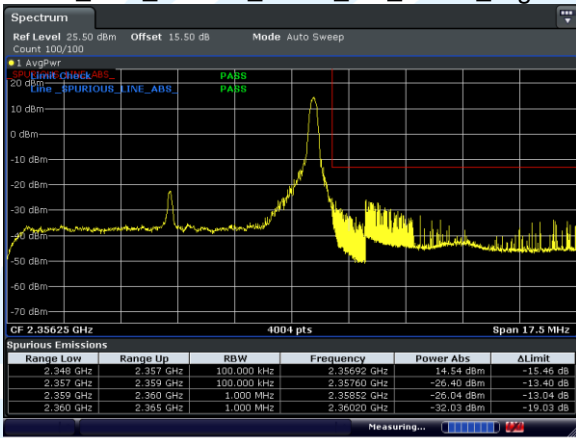 Spectrum
Ref Level 25.50 dBm Offset 15.50 dB Mode Auto Sweep
Count 100/100
1 AvgPwr
Limit Check PASS
20 dBm
Line _SPURIOUS_LINE_ABS_ PASS
10 dBm
0 dBm
-10 dBm
-20 dBm
-30 dBm
-40 dBm
-50 dBm
-60 dBm
-70 dBm
CF 2.35625 GHz 4004 pts Span 17.5 MHz
Spurious Emissions
Range Low Range Up RBW Frequency Power Abs ΔLimit
2.348 GHz 2.357 GHz 100.000 kHz 2.35692 GHz 14.54 dBm -15.46 dB
2.357 GHz 2.359 GHz 100.000 kHz 2.35760 GHz -26.40 dBm -13.40 dB
2.359 GHz 2.360 GHz 1.000 MHz 2.35852 GHz -26.04 dBm -13.04 dB
2.360 GHz 2.365 GHz 1.000 MHz 2.36020 GHz -32.03 dBm -19.03 dB
Measuring...